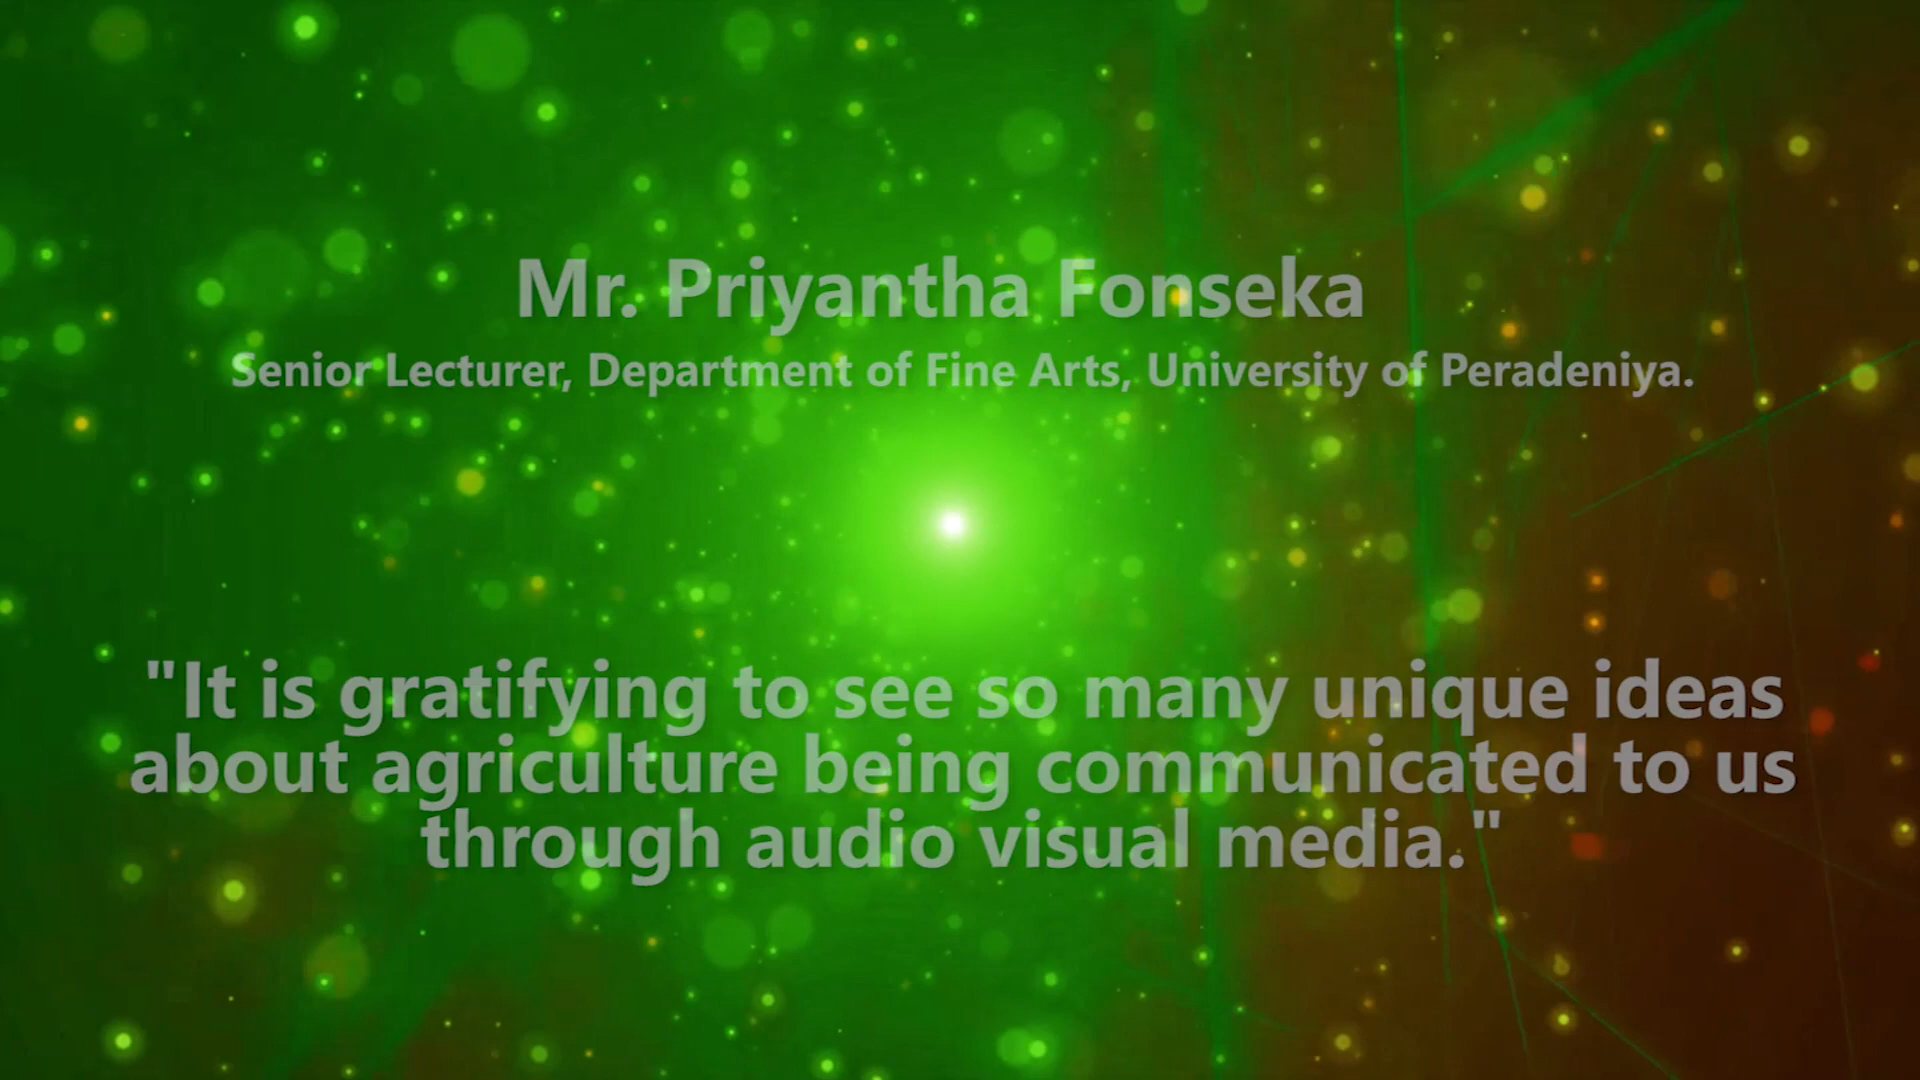 Mr. Priyantha Fonseka
Senior Lecturer, Department of Fine Arts, University of Peradeniya.
"It is gratifying to see so many unique ideas
about agriculture being communicated to us
through audio visual media."